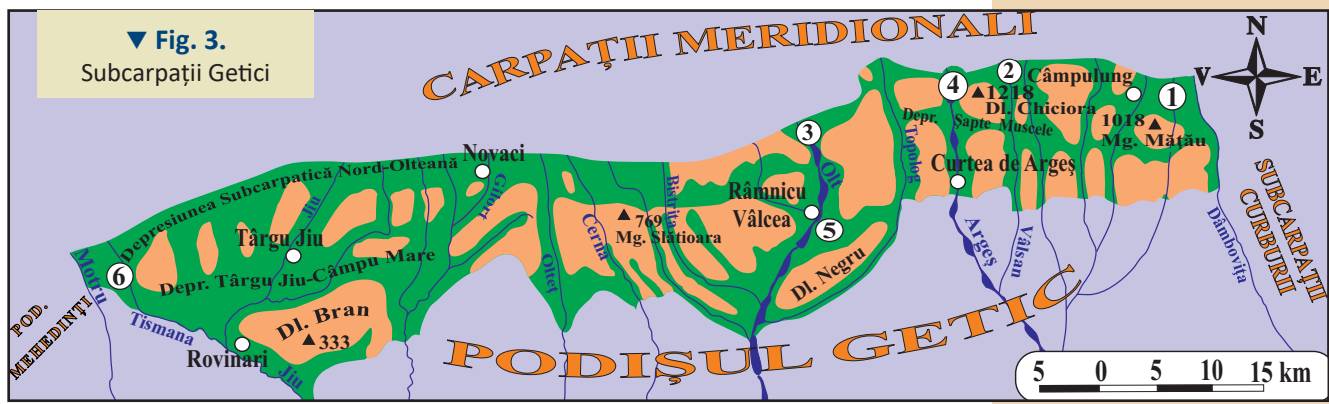 ▼ Fig. 3.
Subcarpații Getici
CARPAȚII MERIDIONALI
N
V E
S
4
2
Câmpulung
1
1218
Dl. Chiciora
1018
Mg. Mățău
Depr. Șapte Muscele
Topolog
3
Olt
Curtea de Argeș
Novaci
Depresiunea Subcarpatică Nord-Olteană
Jiu
Gilort
Bistrița
Râmnicu
Vâlcea
5
Cerna
769
Mg. Slătioara
Târgu Jiu
Depr. Târgu Jiu-Câmpu Mare
Olteț
Dl. Negru
Argeș
Vâlsan
Dâmbovița
SUBCARPAȚII
CURBURII
Motru
6
POD.
MEHEDINȚI
Tismana
Dl. Bran
333
Rovinari
Jiu
PODIȘUL GETIC
5 0 5 10 15 km